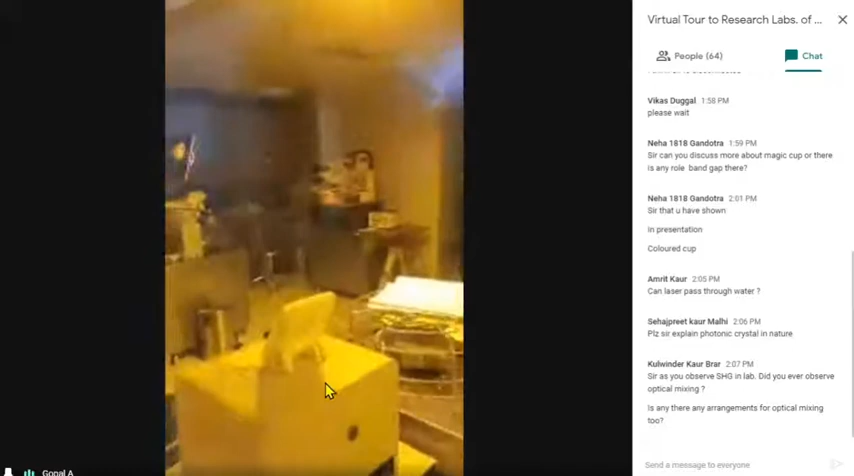 Virtual Tour to Research Labs. of ...
People (64)
Chat
Vikas Duggal 1:58 PM
please wait
Neha 1818 Gandotra 1:59 PM
Sir can you discuss more about magic cup or there
is any role band gap there?
Neha 1818 Gandotra 2:01 PM
Sir that u have shown
In presentation
Coloured cup
Amrit Kaur 2:05 PM
Can laser pass through water ?
Sehajpreet kaur Malhi 2:06 PM
Plz sir explain photonic crystal in nature
Kulwinder Kaur Brar 2:07 PM
Sir as you observe SHG in lab. Did you ever observe
optical mixing ?
Is any there any arrangements for optical mixing
too?
Send a message to everyone
Gopal A